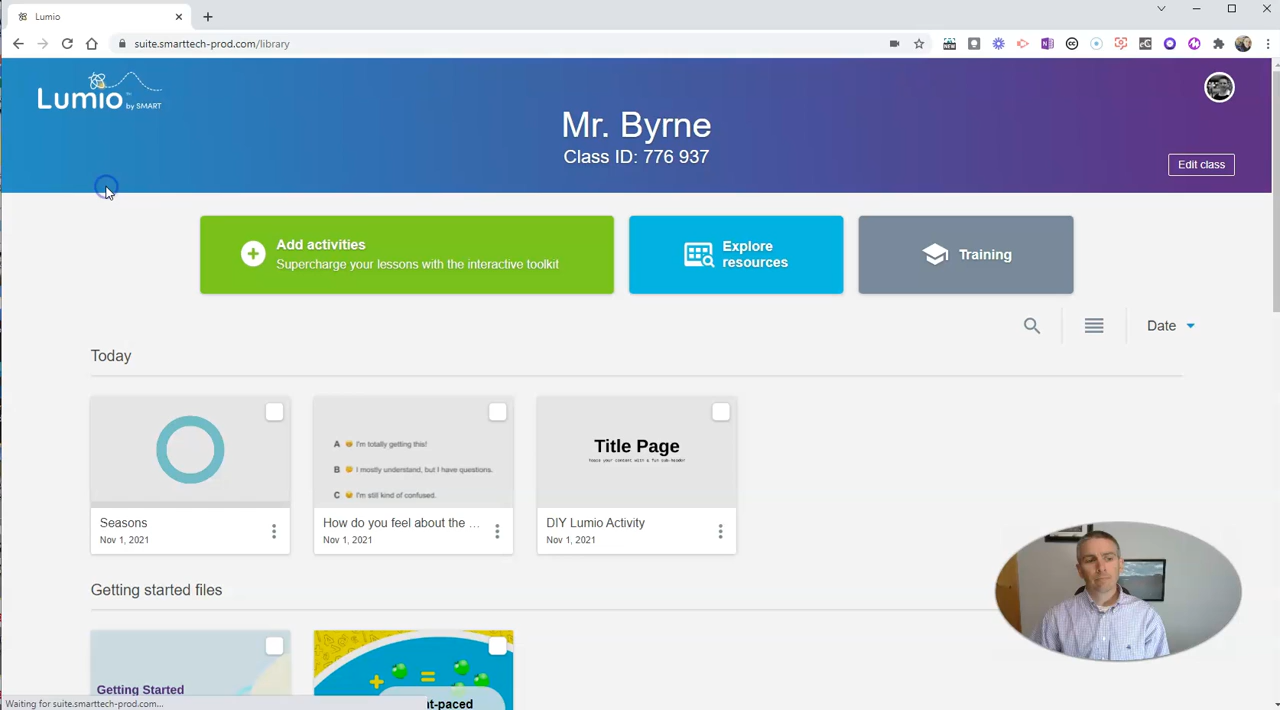 Lumio
suite.smarttech-prod.com/library
Lumio by SMART
Mr. Byrne
Class ID: 776 937
Edit class
Add activities
Supercharge your lessons with the interactive toolkit
Explore
resources
Training
Date
Today
A I'm totally getting this!
B I mostly understand, but I have questions.
C I'm still kind of confused.
Title Page
Seasons
Nov 1, 2021
How do you feel about the ...
Nov 1, 2021
DIY Lumio Activity
Nov 1, 2021
Getting started files
Getting Started
t-paced
Waiting for suite.smarttech-prod.com...